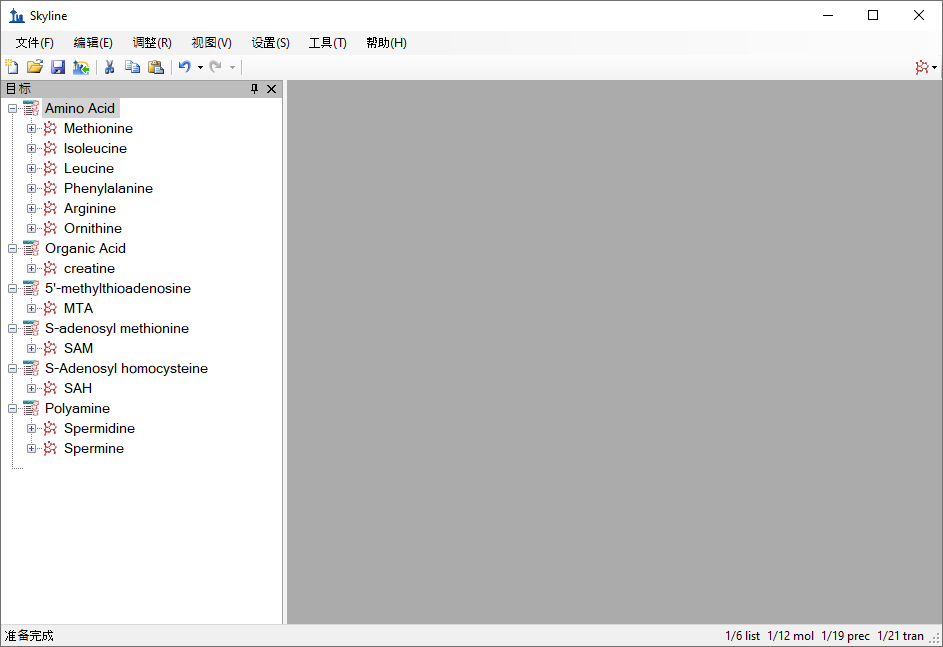 Skyline
文件(F) 编辑(E) 调整(R) 视图(V) 设置(S) 工具(T) 帮助(H)
目标
Amino Acid
Methionine
Isoleucine
Leucine
Phenylalanine
Arginine
Ornithine
Organic Acid
creatine
5'-methylthioadenosine
MTA
S-adenosyl methionine
SAM
S-Adenosyl homocysteine
SAH
Polyamine
Spermidine
Spermine
准备完成 1/6 list 1/12 mol 1/19 prec 1/21 tran